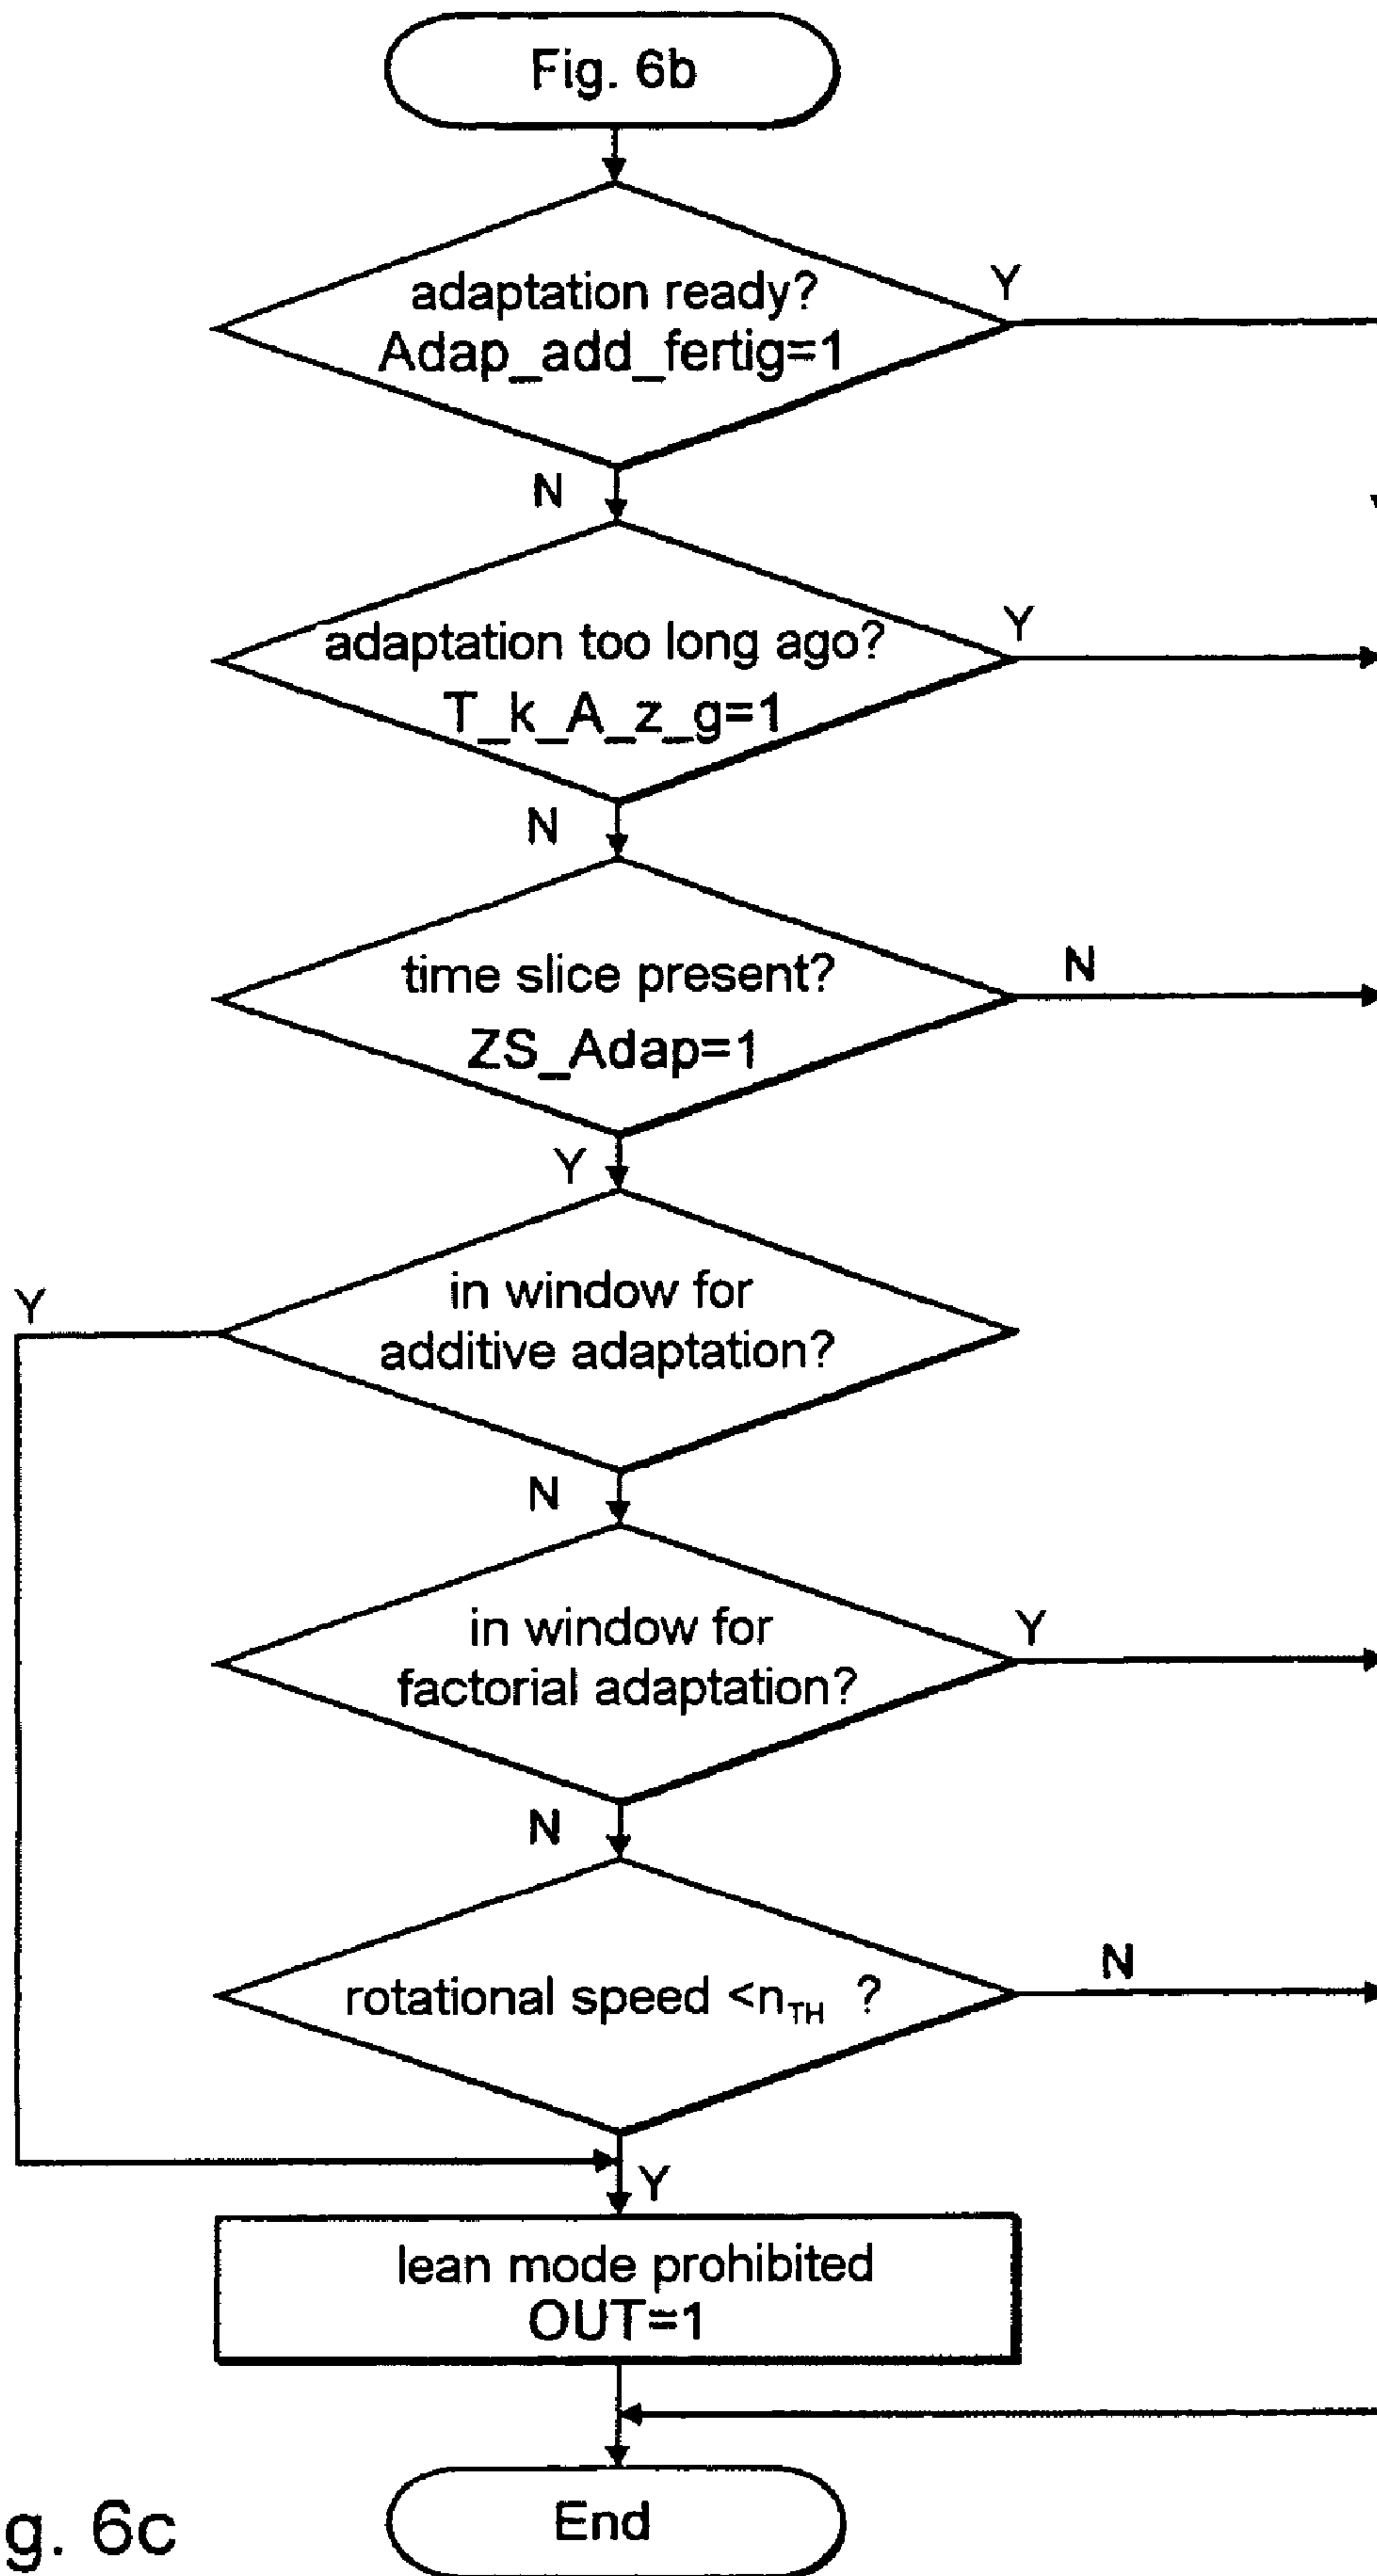 Fig. 6b
adaptation ready?
Adap_add_fertig=1
Y
N
adaptation too long ago?
T_k_A_z_g=1
Y
N
time slice present?
ZS_Adap=1
N
Y
in window for
additive adaptation?
Y
N
in window for
factorial adaptation?
Y
N
rotational speed <nTH ?
N
Y
lean mode prohibited
OUT=1
End
g. 6c